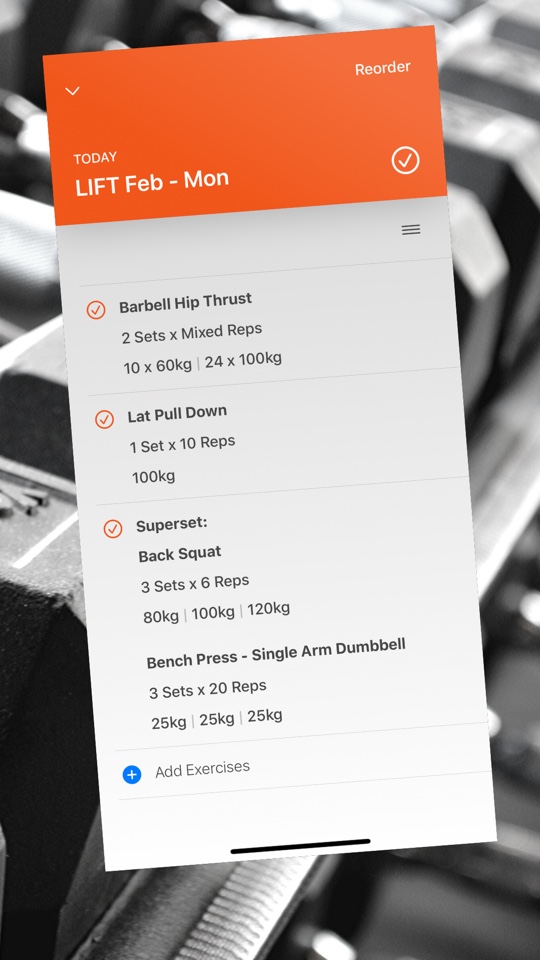 Reorder
TODAY
LIFT Feb - Mon
Barbell Hip Thrust
2 Sets x Mixed Reps
10 x 60kg | 24 x 100kg
Lat Pull Down
1 Set x 10 Reps
100kg
Superset:
Back Squat
3 Sets x 6 Reps
80kg | 100kg | 120kg
Bench Press - Single Arm Dumbbell
3 Sets x 20 Reps
25kg | 25kg | 25kg
Add Exercises